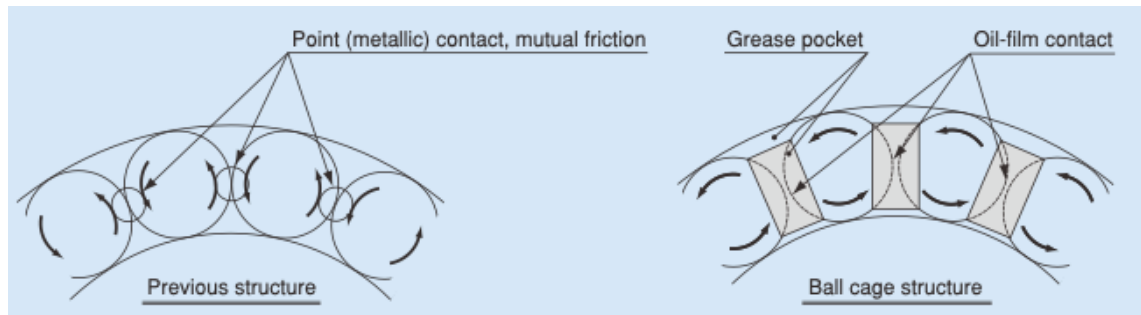 Point (metallic) contact, mutual friction
Grease pocket
Oil-film contact
Previous structure
Ball cage structure